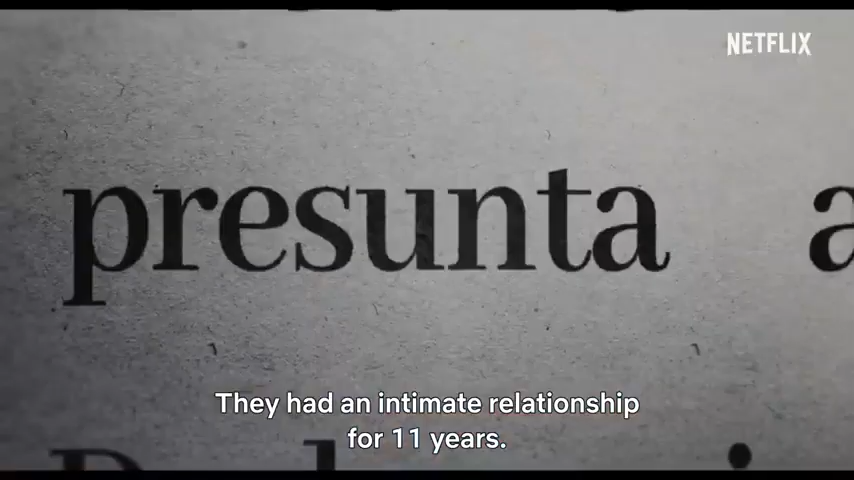 NETFLIX
presunta a
They had an intimate relationship
for 11 years.